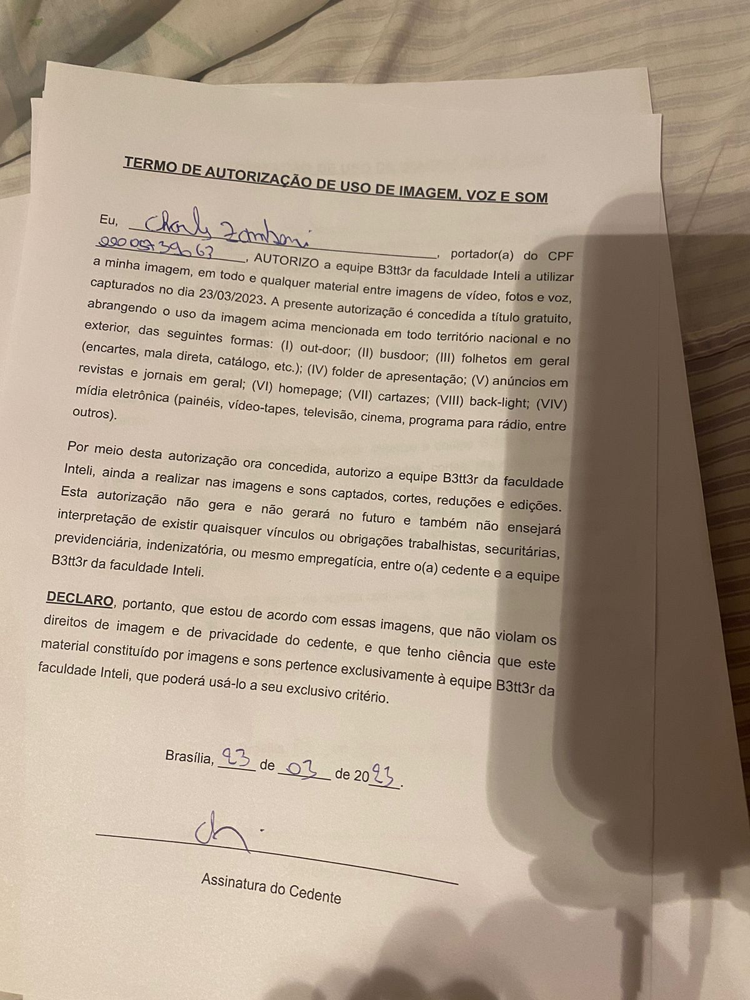 TERMO DE AUTORIZAÇÃO DE USO DE IMAGEM, VOZ E SOM
Eu, Charly Zamboni, portador(a) do CPF
, AUTORIZO a equipe B3tt3r da faculdade Inteli a utilizar
a minha imagem, em todo e qualquer material entre imagens de vídeo, fotos e voz,
capturados no dia 23/03/2023. A presente autorização é concedida a título gratuito,
abrangendo o uso da imagem acima mencionada em todo território nacional e no
exterior, das seguintes formas: (I) out-door; (II) busdoor; (III) folhetos em geral
(encartes, mala direta, catálogo, etc.); (IV) folder de apresentação; (V) anúncios em
revistas e jornais em geral; (VI) homepage; (VII) cartazes; (VIII) back-light; (VIV)
mídia eletrônica (painéis, vídeo-tapes, televisão, cinema, programa para rádio, entre
outros).
Por meio desta autorização ora concedida, autorizo a equipe B3tt3r da faculdade
Inteli, ainda a realizar nas imagens e sons captados, cortes, reduções e edições.
Esta autorização não gera e não gerará no futuro e também não ensejará
interpretação de existir quaisquer vínculos ou obrigações trabalhistas, securitárias,
previdenciária, indenizatória, ou mesmo empregatícia, entre o(a) cedente e a equipe
B3tt3r da faculdade Inteli.
DECLARO, portanto, que estou de acordo com essas imagens, que não violam os
direitos de imagem e de privacidade do cedente, e que tenho ciência que este
material constituído por imagens e sons pertence exclusivamente à equipe B3tt3r da
faculdade Inteli, que poderá usá-lo a seu exclusivo critério.
Brasília, 23 de 03 de 2023.
Assinatura do Cedente